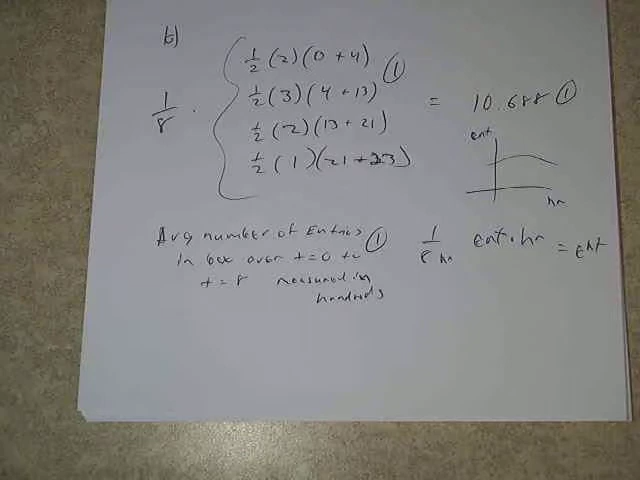 b)
1/2 (2)(0+4) ①
1/8 · 1/2 (3)(4+13) = 10.688 ①
1/2 (2)(13+21)
1/2 (1)(21+23)
ent
hr
Avg number of Entries ①
in box over t=0 to
t=8 measured in
hundreds
1/8 hr ent·hr = ent